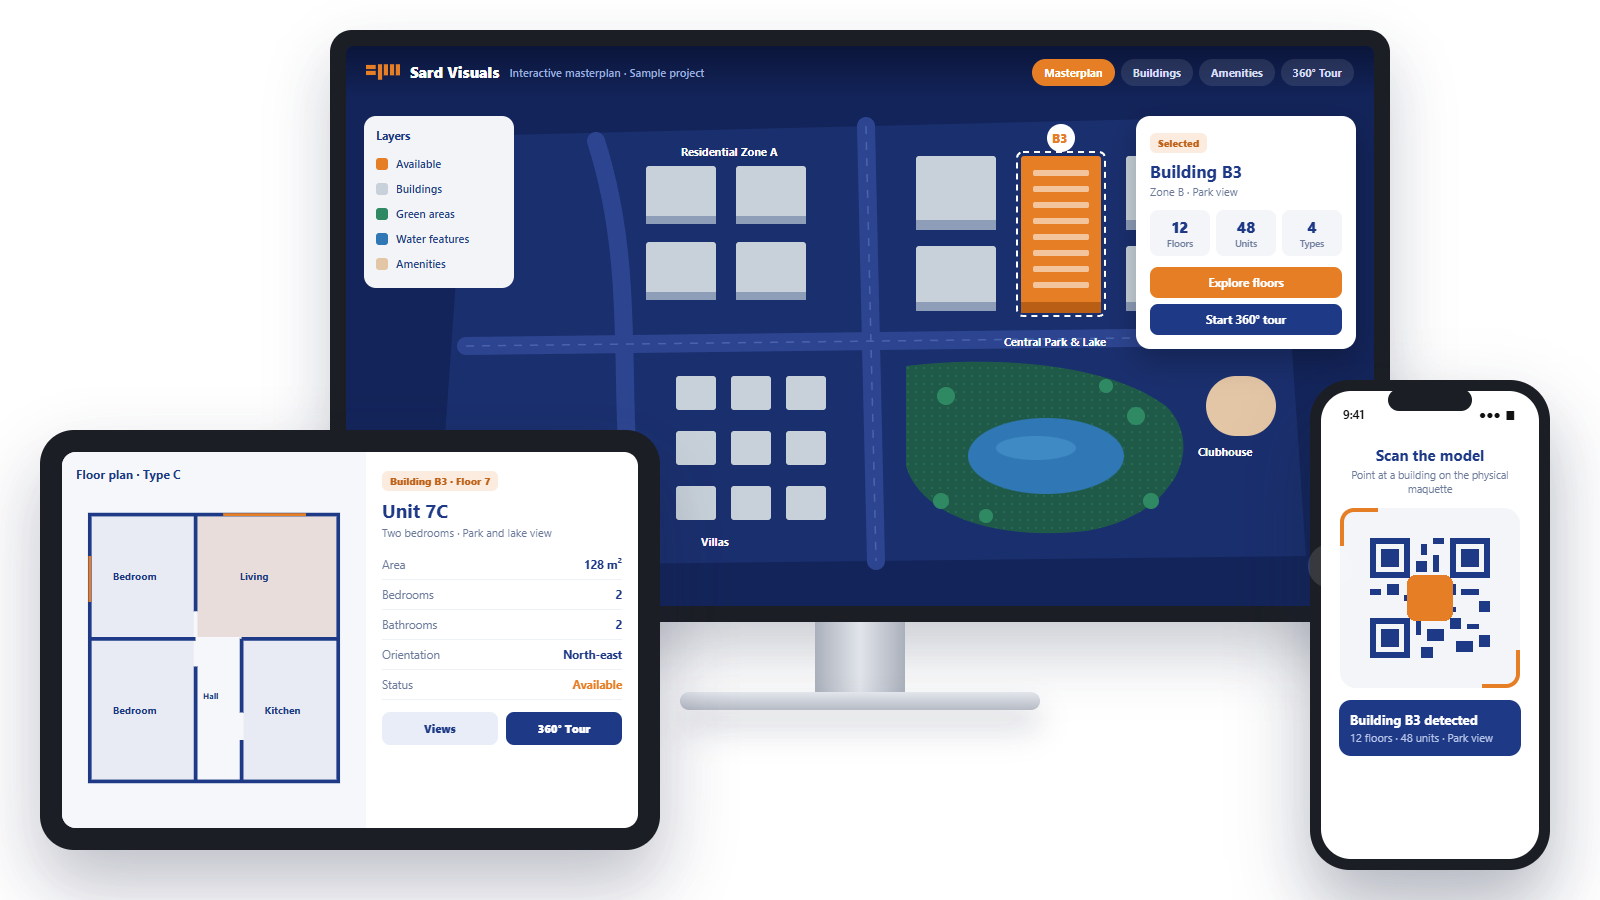 Sard Visuals
Interactive masterplan · Sample project
Masterplan
Buildings
Amenities
360° Tour
Layers
Available
Buildings
Green areas
Water features
Amenities
Residential Zone A
B3
Central Park & Lake
Clubhouse
Villas
Selected
Building B3
Zone B · Park view
12
Floors
48
Units
4
Types
Explore floors
Start 360° tour
Floor plan · Type C
Bedroom
Living
Bedroom
Hall
Kitchen
Building B3 · Floor 7
Unit 7C
Two bedrooms · Park and lake view
Area 128 m²
Bedrooms 2
Bathrooms 2
Orientation North-east
Status Available
Views
360° Tour
9:41
Scan the model
Point at a building on the physical
maquette
Building B3 detected
12 floors · 48 units · Park view